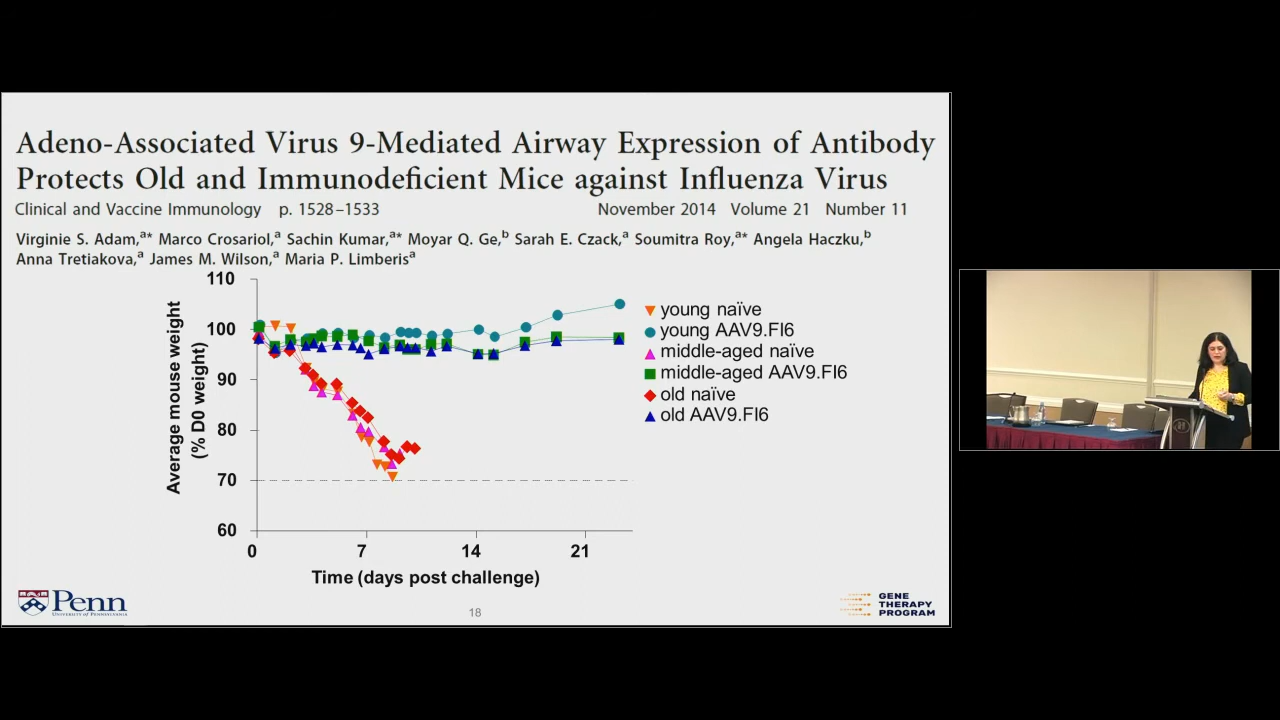 Adeno-Associated Virus 9-Mediated Airway Expression of Antibody
Protects Old and Immunodeficient Mice against Influenza Virus
Clinical and Vaccine Immunology p. 1528–1533 November 2014 Volume 21 Number 11
Virginie S. Adam,a* Marco Crosariol,a Sachin Kumar,a* Moyar Q. Ge,b Sarah E. Czack,a Soumitra Roy,a* Angela Haczku,b
Anna Tretiakova,a James M. Wilson,a Maria P. Limberisa
Average mouse weight
(% D0 weight)
110
100
90
80
70
60
0 7 14 21
Time (days post challenge)
young naïve
young AAV9.FI6
middle-aged naïve
middle-aged AAV9.FI6
old naïve
old AAV9.FI6
Penn
UNIVERSITY OF PENNSYLVANIA
18
GENE
THERAPY
PROGRAM